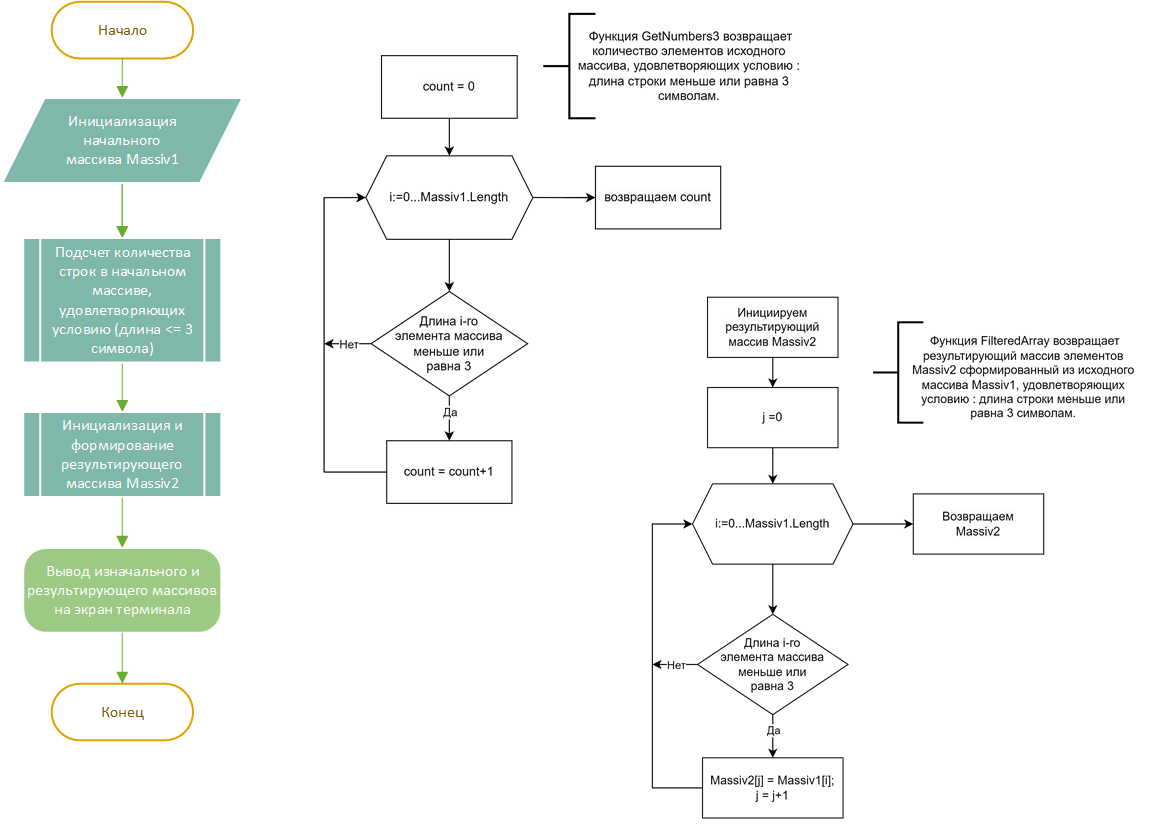 Начало
Инициализация
начального
массива Massiv1
Подсчет количества
строк в начальном
массиве,
удовлетворяющих
условию (длина <= 3
символа)
Инициализация и
формирование
результирующего
массива Massiv2
Вывод изначального и
результирующего массивов
на экран терминала
Конец
Функция GetNumbers3 возвращает
количество элементов исходного
массива, удовлетворяющих условию :
длина строки меньше или равна 3
символам.
count = 0
i:=0...Massiv1.Length
возвращаем count
Длина i-го
элемента массива
меньше или
равна 3
Нет
Да
count = count+1
Функция FilteredArray возвращает
результирующий массив элементов
Massiv2 сформированный из исходного
массива Massiv1, удовлетворяющих
условию : длина строки меньше или
равна 3 символам.
Инициируем
результирующий
массив Massiv2
j =0
i:=0...Massiv1.Length
Возвращаем
Massiv2
Длина i-го
элемента массива
меньше или
равна 3
Нет
Да
Massiv2[j] = Massiv1[i];
j = j+1